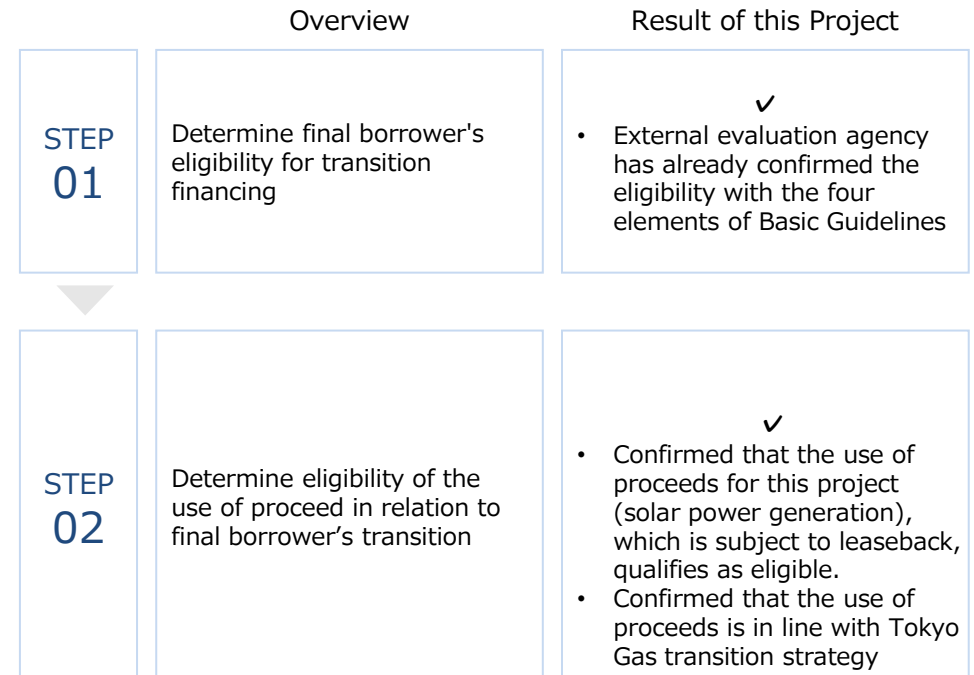 Overview
Result of this Project
STEP
01
Determine final borrower's
eligibility for transition
financing
✔
• External evaluation agency
has already confirmed the
eligibility with the four
elements of Basic Guidelines
STEP
02
Determine eligibility of the
use of proceed in relation to
final borrower’s transition
✔
• Confirmed that the use of
proceeds for this project
(solar power generation),
which is subject to leaseback,
qualifies as eligible.
• Confirmed that the use of
proceeds is in line with Tokyo
Gas transition strategy